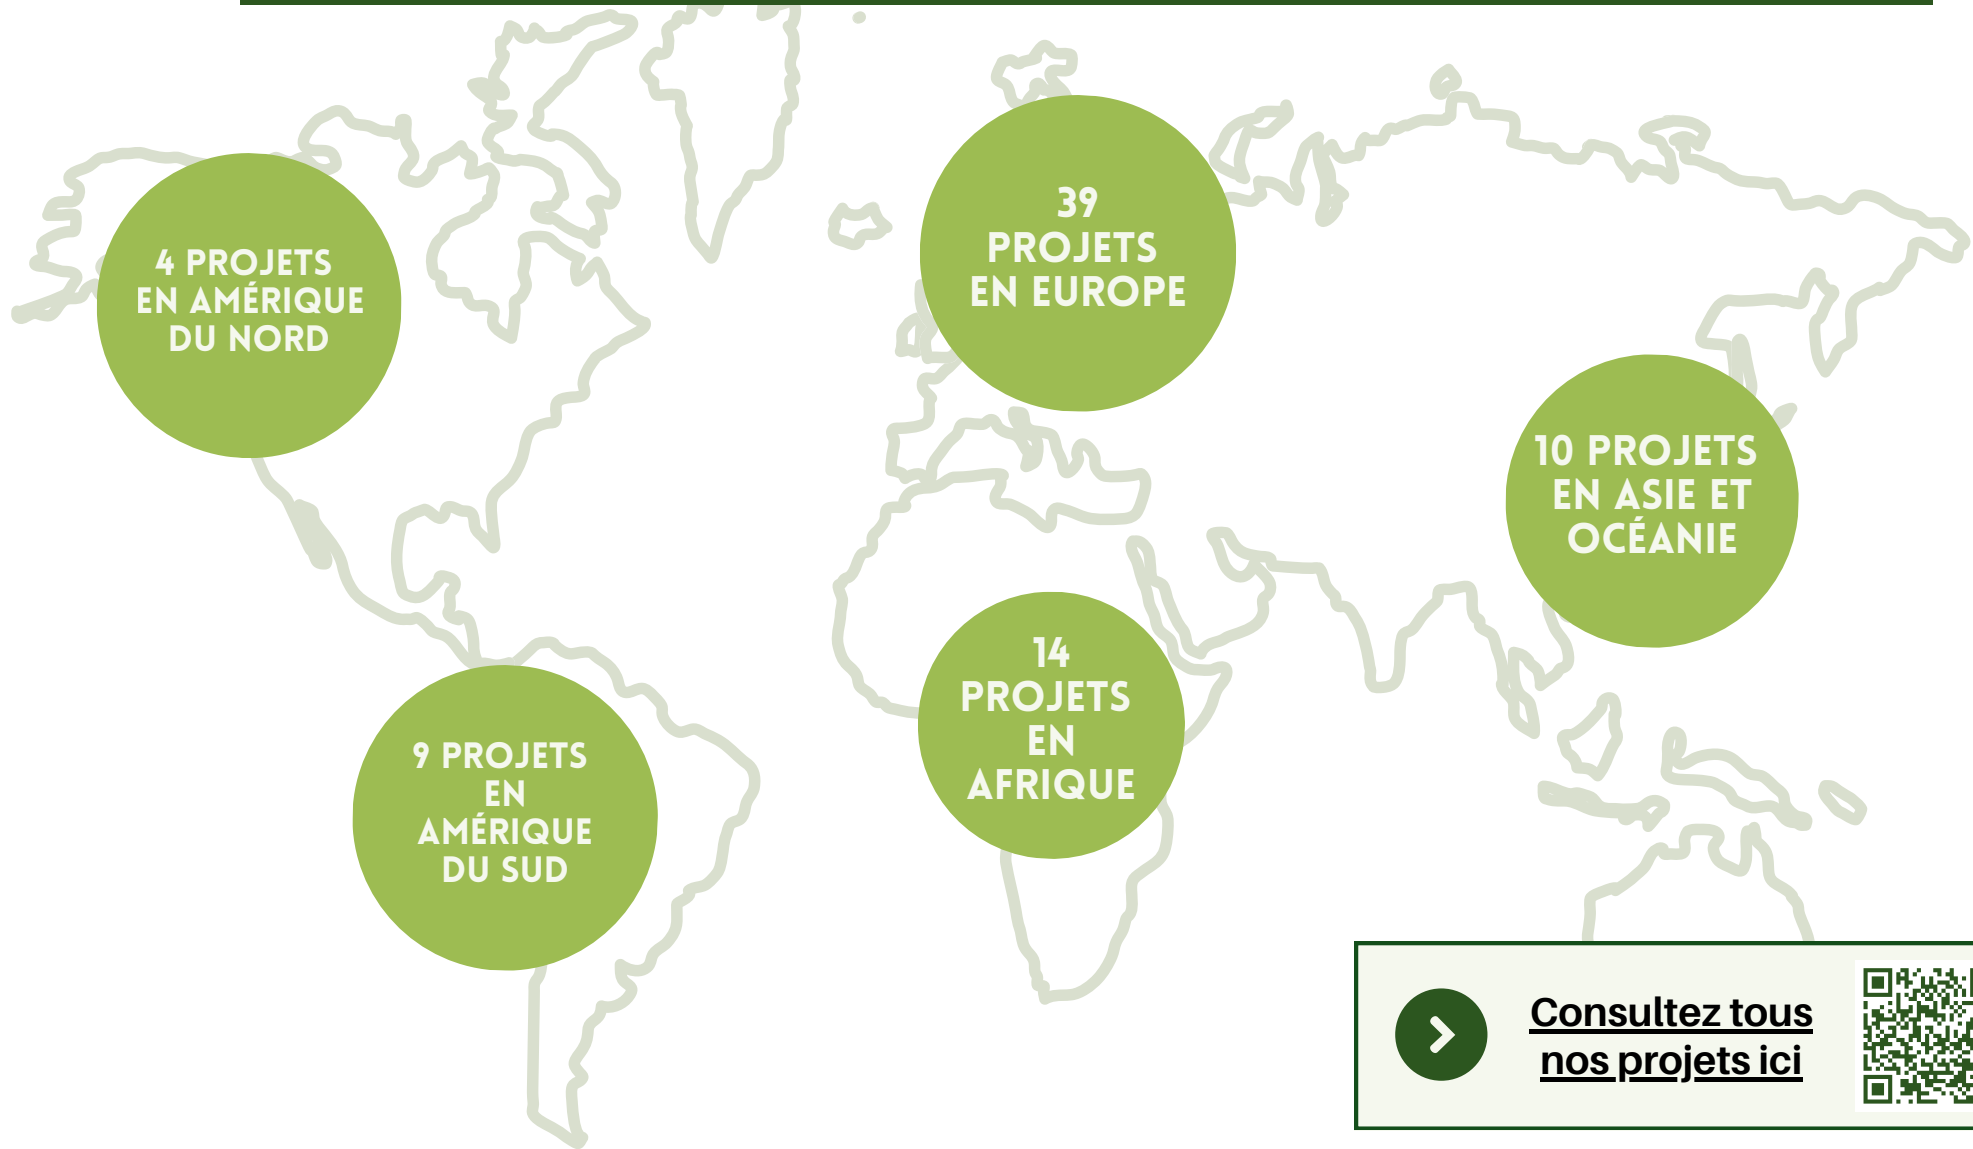 4 PROJETS
EN AMÉRIQUE
DU NORD
39
PROJETS
EN EUROPE
10 PROJETS
EN ASIE ET
OCÉANIE
14
PROJETS
EN
AFRIQUE
9 PROJETS
EN
AMÉRIQUE
DU SUD
Consultez tous
nos projets ici